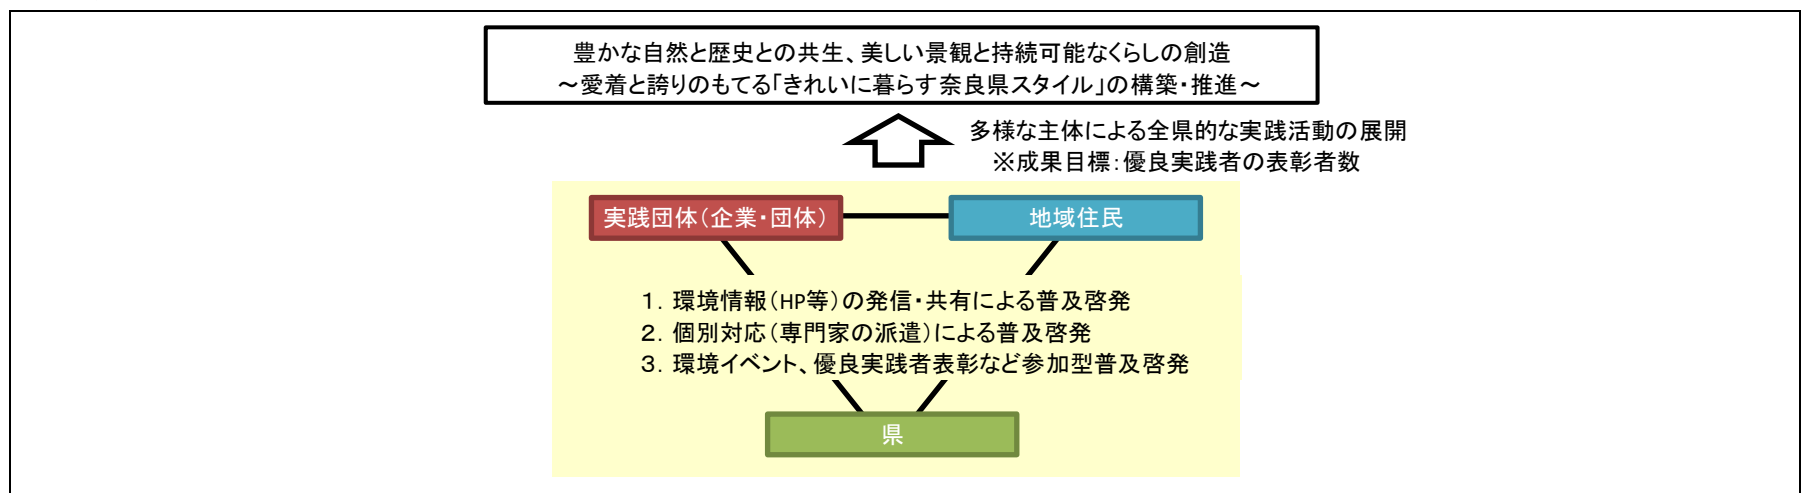 豊かな自然と歴史との共生、美しい景観と持続可能なくらしの創造
～愛着と誇りのもてる「きれいに暮らす奈良県スタイル」の構築・推進～
多様な主体による全県的な実践活動の展開
※成果目標：優良実践者の表彰者数
実践団体（企業・団体）
地域住民
１．環境情報（HP等）の発信・共有による普及啓発
２．個別対応（専門家の派遣）による普及啓発
３．環境イベント、優良実践者表彰など参加型普及啓発
県